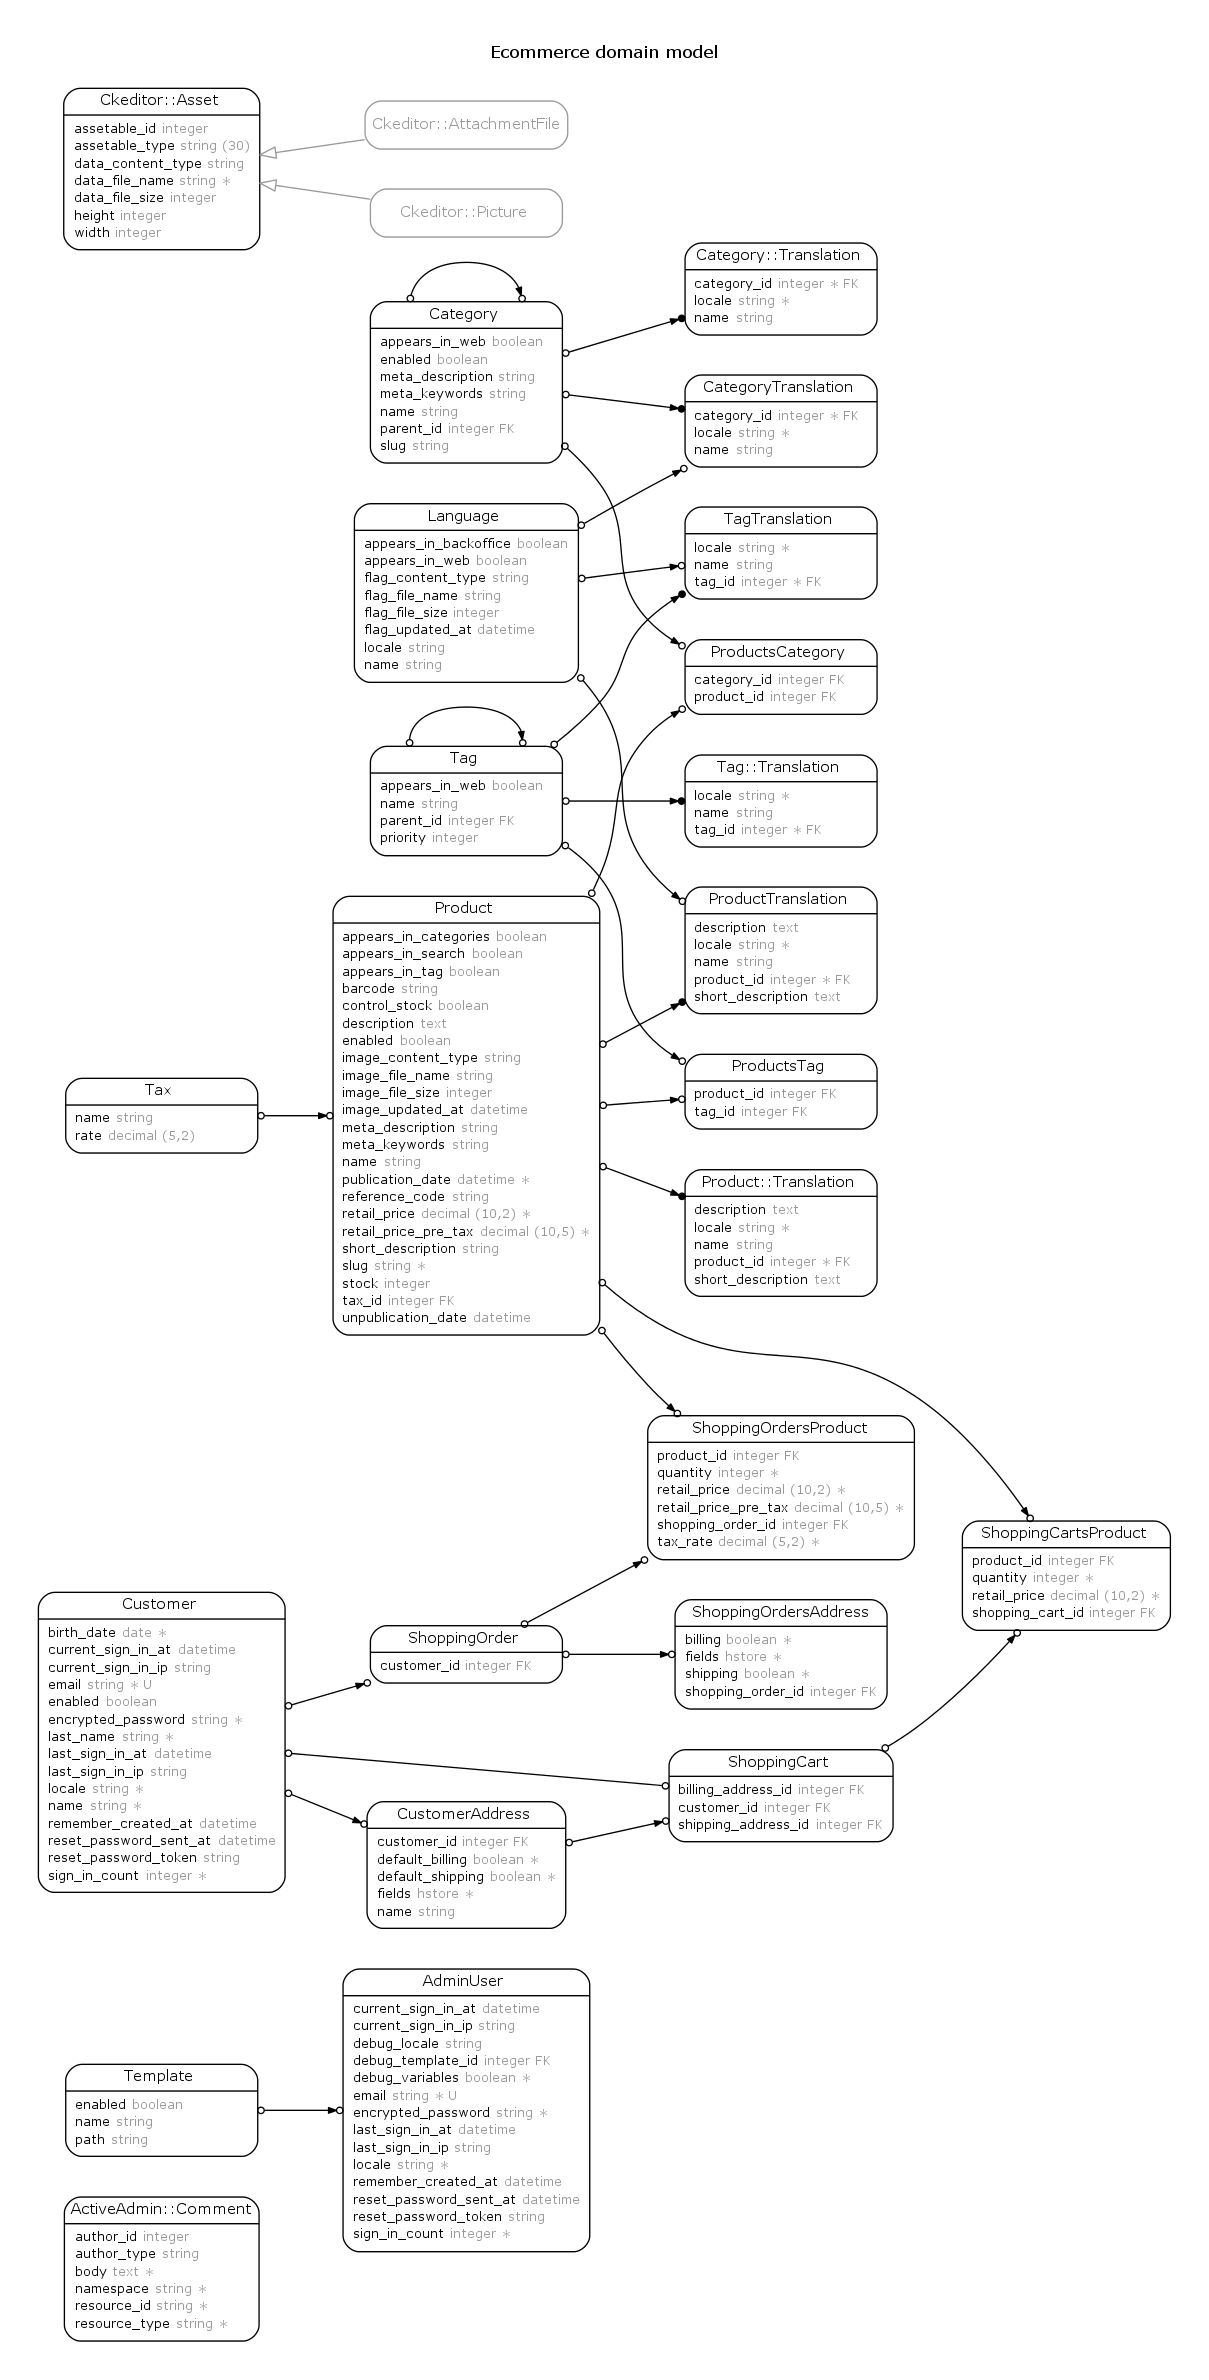 Ecommerce domain model
Ckeditor::Asset
assetable_id integer
assetable_type string (30)
data_content_type string
data_file_name string *
data_file_size integer
height integer
width integer
Ckeditor::AttachmentFile
Ckeditor::Picture
Category::Translation
category_id integer * FK
locale string *
name string
Category
appears_in_web boolean
enabled boolean
meta_description string
meta_keywords string
name string
parent_id integer FK
slug string
CategoryTranslation
category_id integer * FK
locale string *
name string
Language
appears_in_backoffice boolean
appears_in_web boolean
flag_content_type string
flag_file_name string
flag_file_size integer
flag_updated_at datetime
locale string
name string
TagTranslation
locale string *
name string
tag_id integer * FK
ProductsCategory
category_id integer FK
product_id integer FK
Tag
appears_in_web boolean
name string
parent_id integer FK
priority integer
Tag::Translation
locale string *
name string
tag_id integer * FK
Product
appears_in_categories boolean
appears_in_search boolean
appears_in_tag boolean
barcode string
control_stock boolean
description text
enabled boolean
image_content_type string
image_file_name string
image_file_size integer
image_updated_at datetime
meta_description string
meta_keywords string
name string
publication_date datetime *
reference_code string
retail_price decimal (10,2) *
retail_price_pre_tax decimal (10,5) *
short_description string
slug string *
stock integer
tax_id integer FK
unpublication_date datetime
ProductTranslation
description text
locale string *
name string
product_id integer * FK
short_description text
ProductsTag
product_id integer FK
tag_id integer FK
Tax
name string
rate decimal (5,2)
Product::Translation
description text
locale string *
name string
product_id integer * FK
short_description text
ShoppingOrdersProduct
product_id integer FK
quantity integer *
retail_price decimal (10,2) *
retail_price_pre_tax decimal (10,5) *
shopping_order_id integer FK
tax_rate decimal (5,2) *
ShoppingCartsProduct
product_id integer FK
quantity integer *
retail_price decimal (10,2) *
shopping_cart_id integer FK
Customer
birth_date date *
current_sign_in_at datetime
current_sign_in_ip string
email string * U
enabled boolean
encrypted_password string *
last_name string *
last_sign_in_at datetime
last_sign_in_ip string
locale string *
name string *
remember_created_at datetime
reset_password_sent_at datetime
reset_password_token string
sign_in_count integer *
ShoppingOrder
customer_id integer FK
ShoppingOrdersAddress
billing boolean *
fields hstore *
shipping boolean *
shopping_order_id integer FK
ShoppingCart
billing_address_id integer FK
customer_id integer FK
shipping_address_id integer FK
CustomerAddress
customer_id integer FK
default_billing boolean *
default_shipping boolean *
fields hstore *
name string
AdminUser
current_sign_in_at datetime
current_sign_in_ip string
debug_locale string
debug_template_id integer FK
debug_variables boolean *
email string * U
encrypted_password string *
last_sign_in_at datetime
last_sign_in_ip string
locale string *
remember_created_at datetime
reset_password_sent_at datetime
reset_password_token string
sign_in_count integer *
Template
enabled boolean
name string
path string
ActiveAdmin::Comment
author_id integer
author_type string
body text *
namespace string *
resource_id string *
resource_type string *